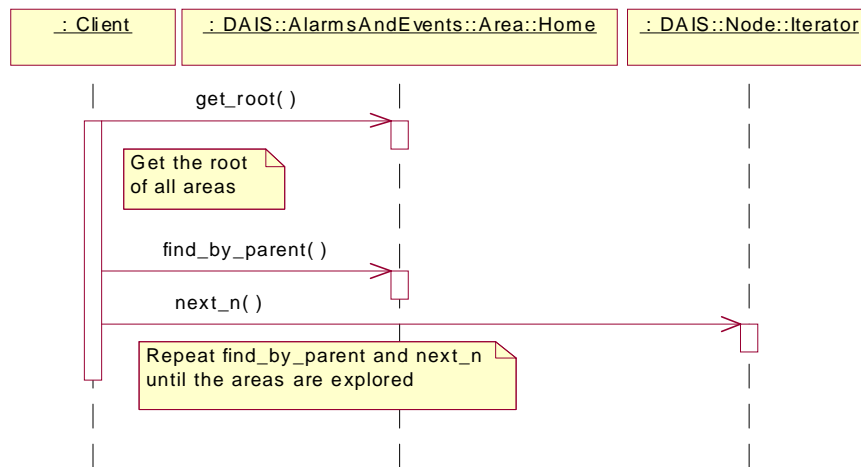 : Client
: DAIS::AlarmsAndEvents::Area::Home
: DAIS::Node::Iterator
get_root( )
Get the root
of all areas
find_by_parent( )
next_n( )
Repeat find_by_parent and next_n
until the areas are explored